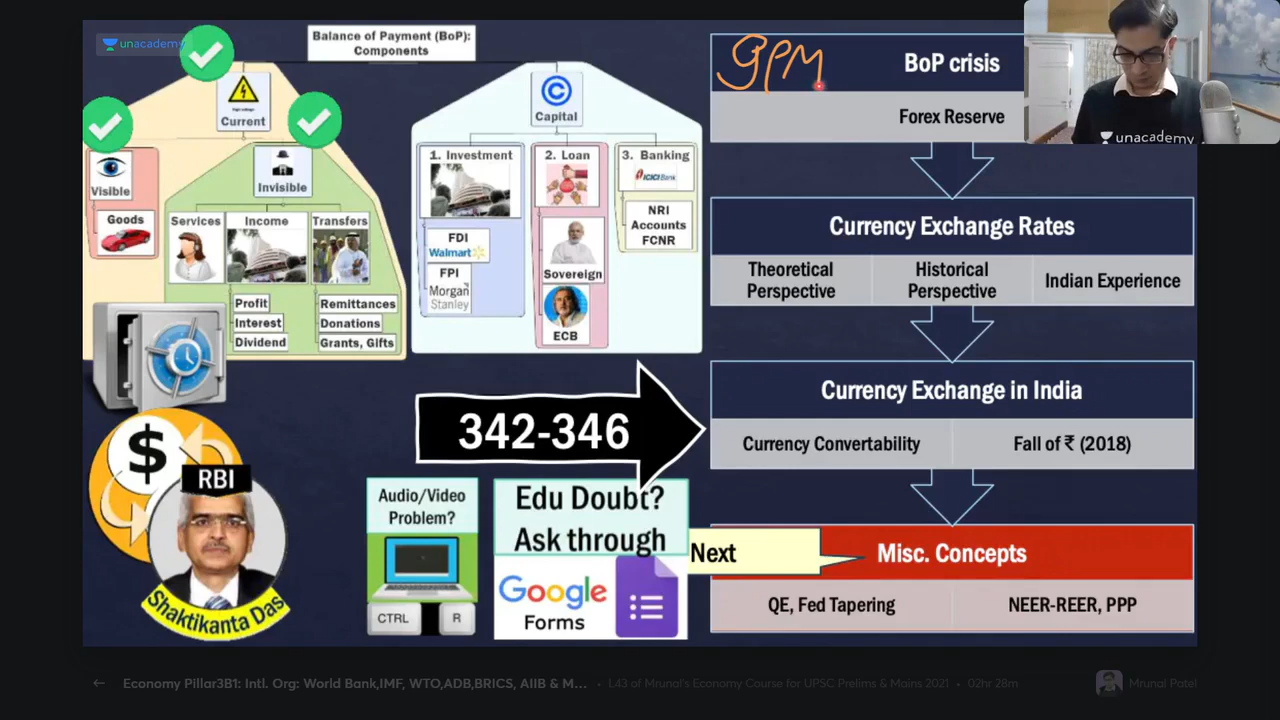 unacademy
Balance of Payment (BoP):
Components
Current
Visible
Goods
Invisible
Services
Income
Transfers
Profit
Interest
Dividend
Remittances
Donations
Grants, Gifts
Capital
1. Investment
FDI
Walmart
FPI
Morgan
Stanley
2. Loan
Sovereign
ECB
3. Banking
ICICI Bank
NRI
Accounts
FCNR
$
RBI
Shaktikanta Das
342-346
Audio/Video
Problem?
CTRL
R
Edu Doubt?
Ask through
Google
Forms
9PM
BoP crisis
Forex Reserve
Currency Exchange Rates
Theoretical
Perspective
Historical
Perspective
Indian Experience
Currency Exchange in India
Currency Convertability
Fall of ₹ (2018)
Next
Misc. Concepts
QE, Fed Tapering
NEER-REER, PPP
unacademy
← Economy Pillar3B1: Intl. Org: World Bank,IMF, WTO,ADB,BRICS, AIIB & M... • L43 of Mrunal's Economy Course for UPSC Prelims & Mains 2021 • 02hr 28m
Mrunal Patel